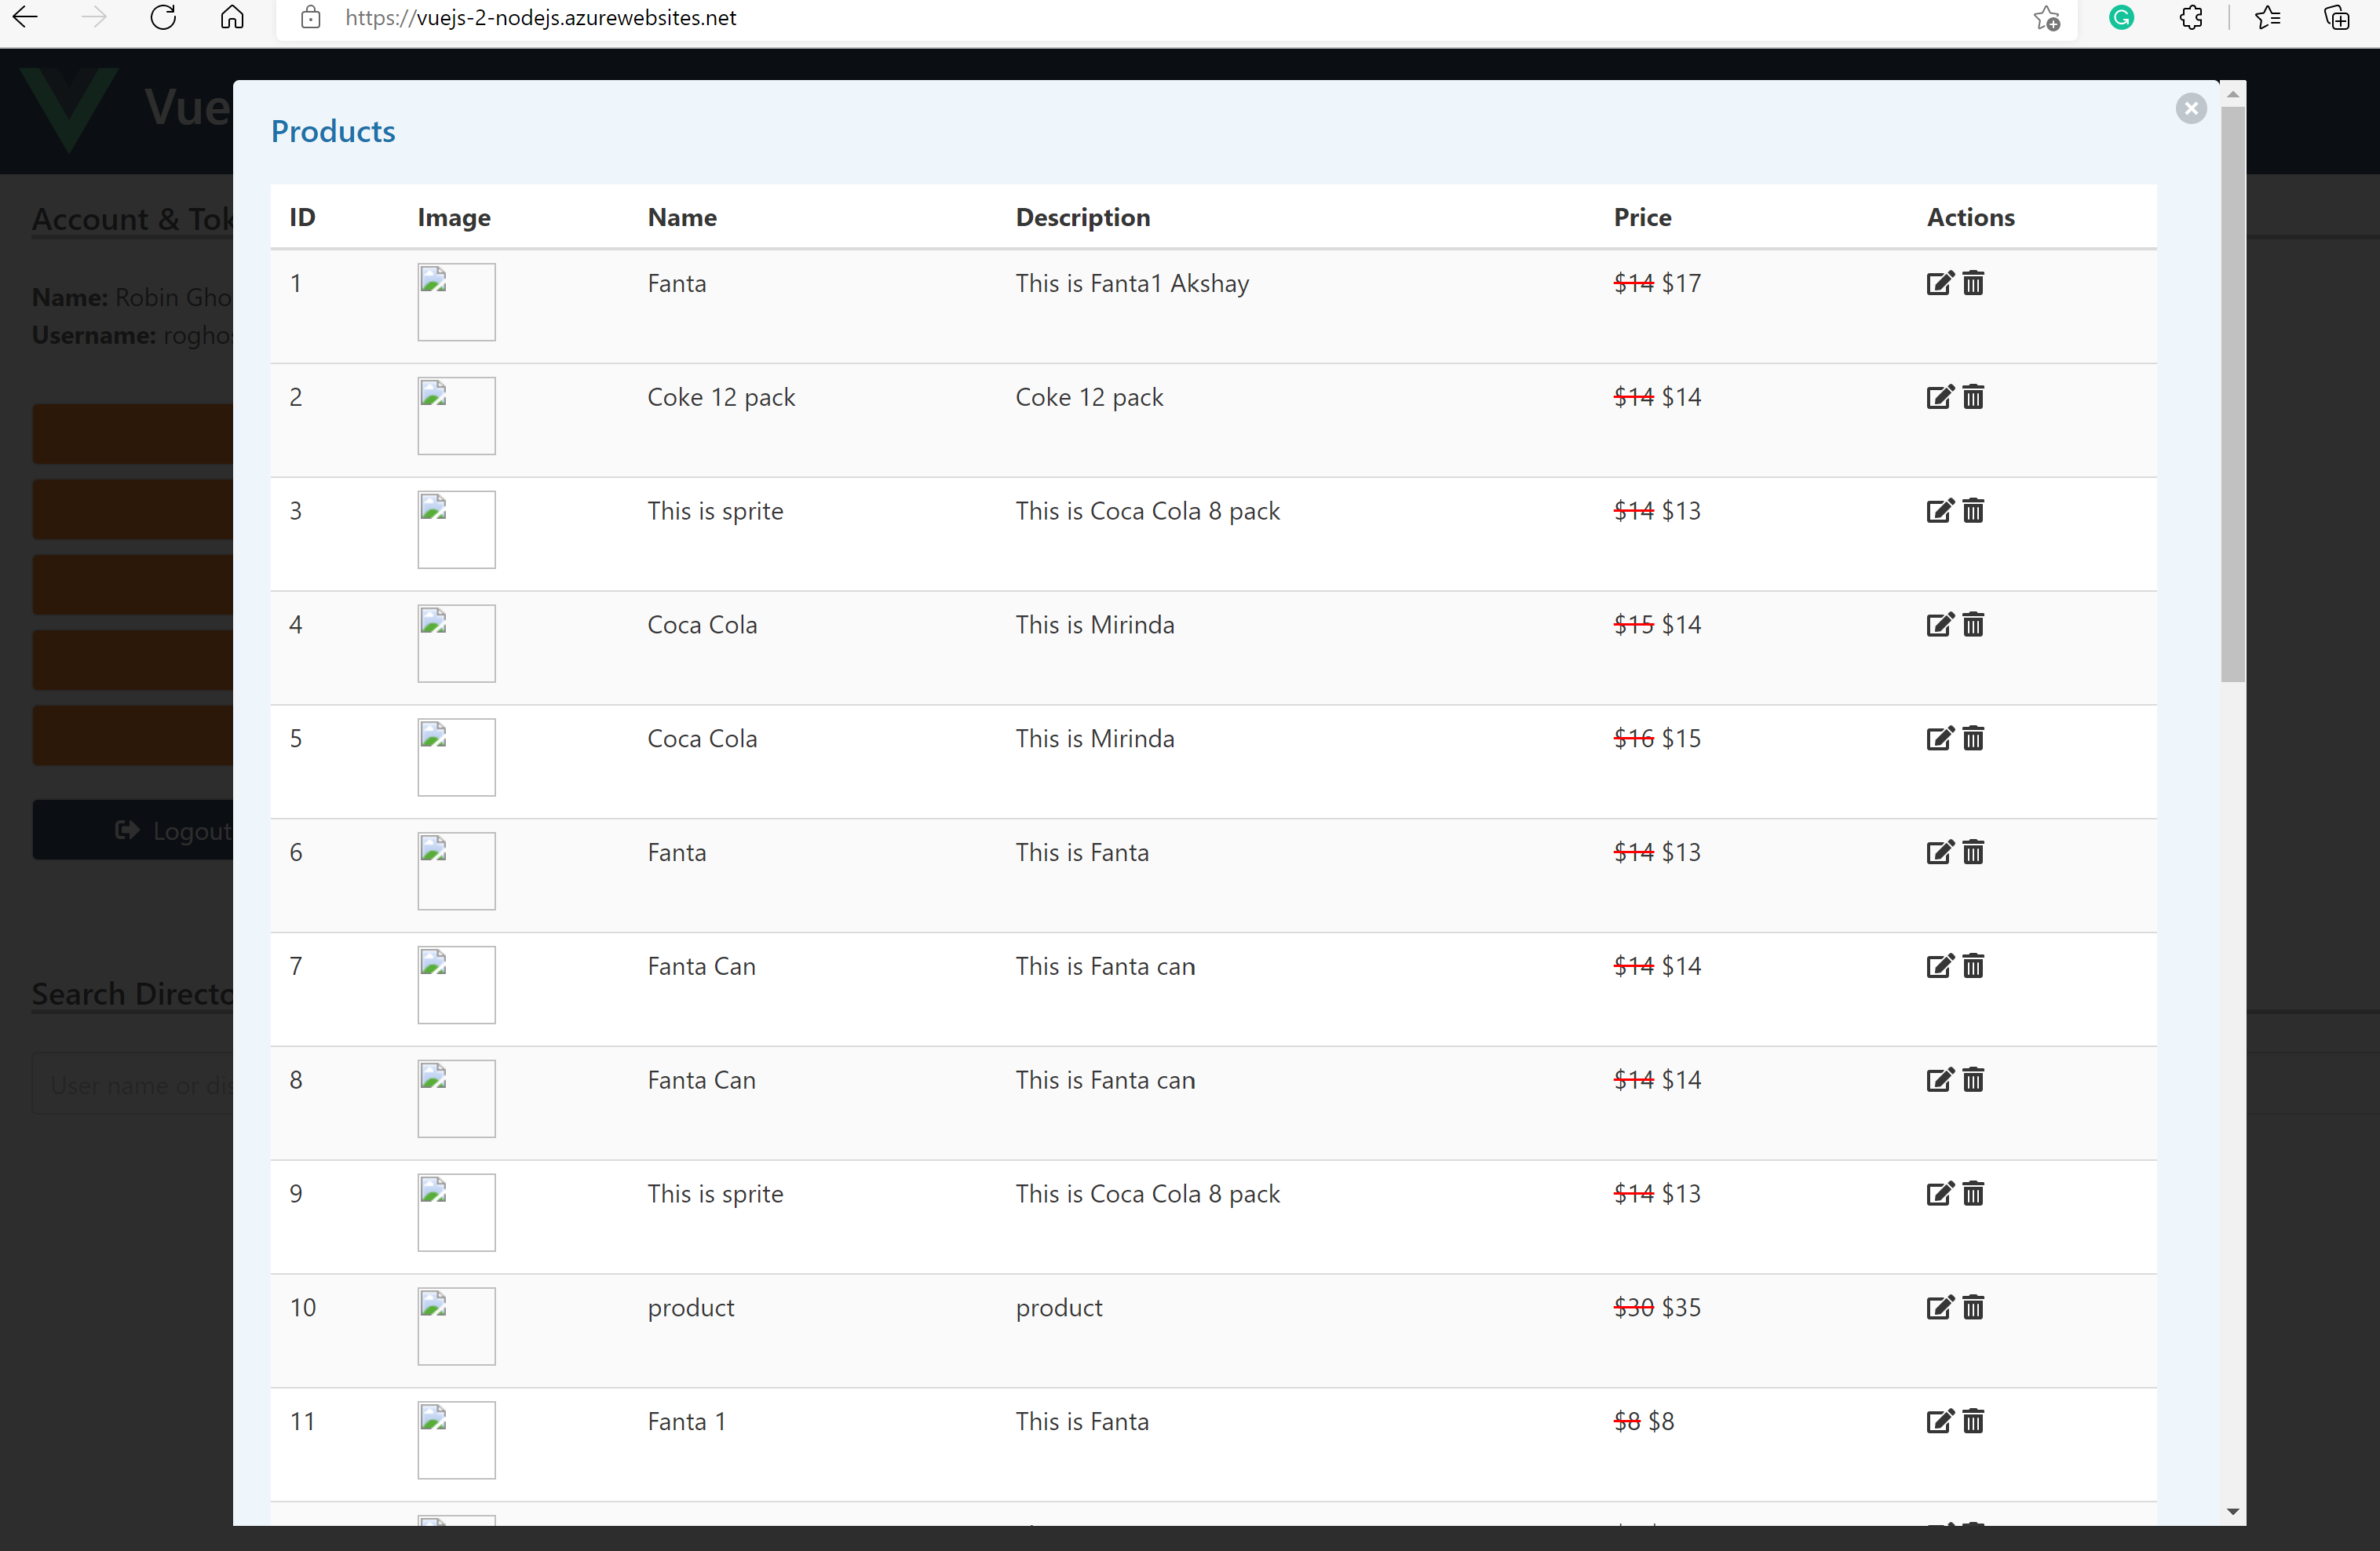 https://vuejs-2-nodejs.azurewebsites.net
Vue
Products
Account & Tok
Name: Robin Gho
Username: rogho
Logout
Search Directo
User name or dis
ID Image Name Description Price Actions
1 Fanta This is Fanta1 Akshay $14 $17
2 Coke 12 pack Coke 12 pack $14 $14
3 This is sprite This is Coca Cola 8 pack $14 $13
4 Coca Cola This is Mirinda $15 $14
5 Coca Cola This is Mirinda $16 $15
6 Fanta This is Fanta $14 $13
7 Fanta Can This is Fanta can $14 $14
8 Fanta Can This is Fanta can $14 $14
9 This is sprite This is Coca Cola 8 pack $14 $13
10 product product $30 $35
11 Fanta 1 This is Fanta $8 $8